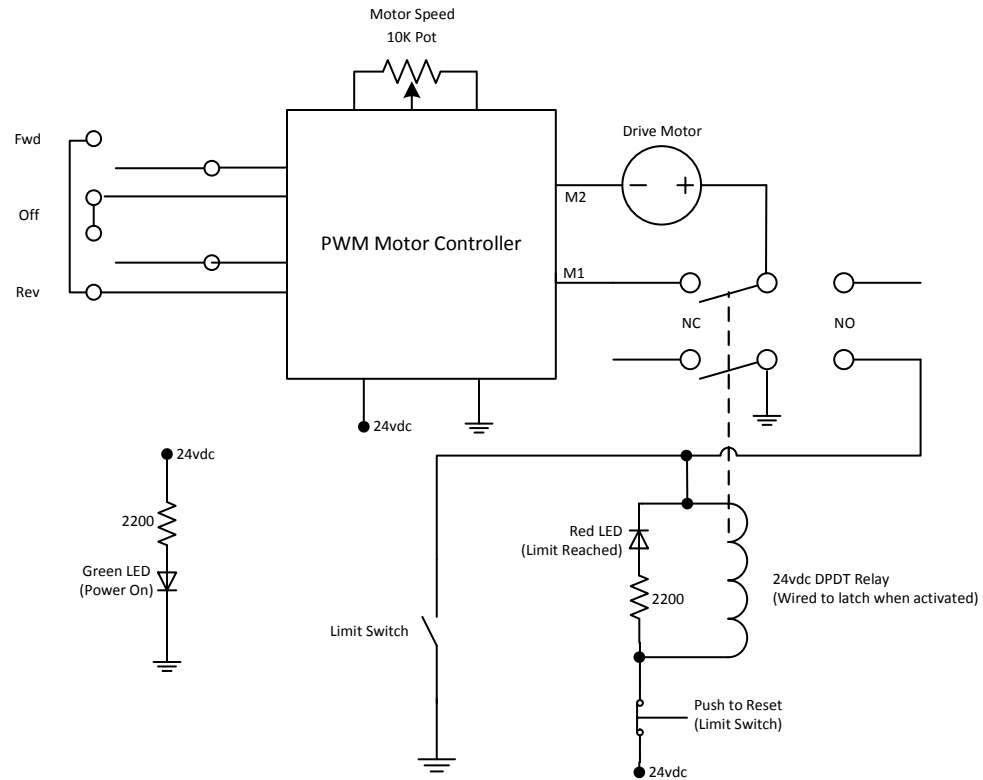 Motor Speed
10K Pot
Fwd
Off
Rev
PWM Motor Controller
Drive Motor
M2
M1
NC
NO
24vdc
24vdc
2200
Green LED
(Power On)
Limit Switch
Red LED
(Limit Reached)
2200
24vdc DPDT Relay
(Wired to latch when activated)
Push to Reset
(Limit Switch)
24vdc